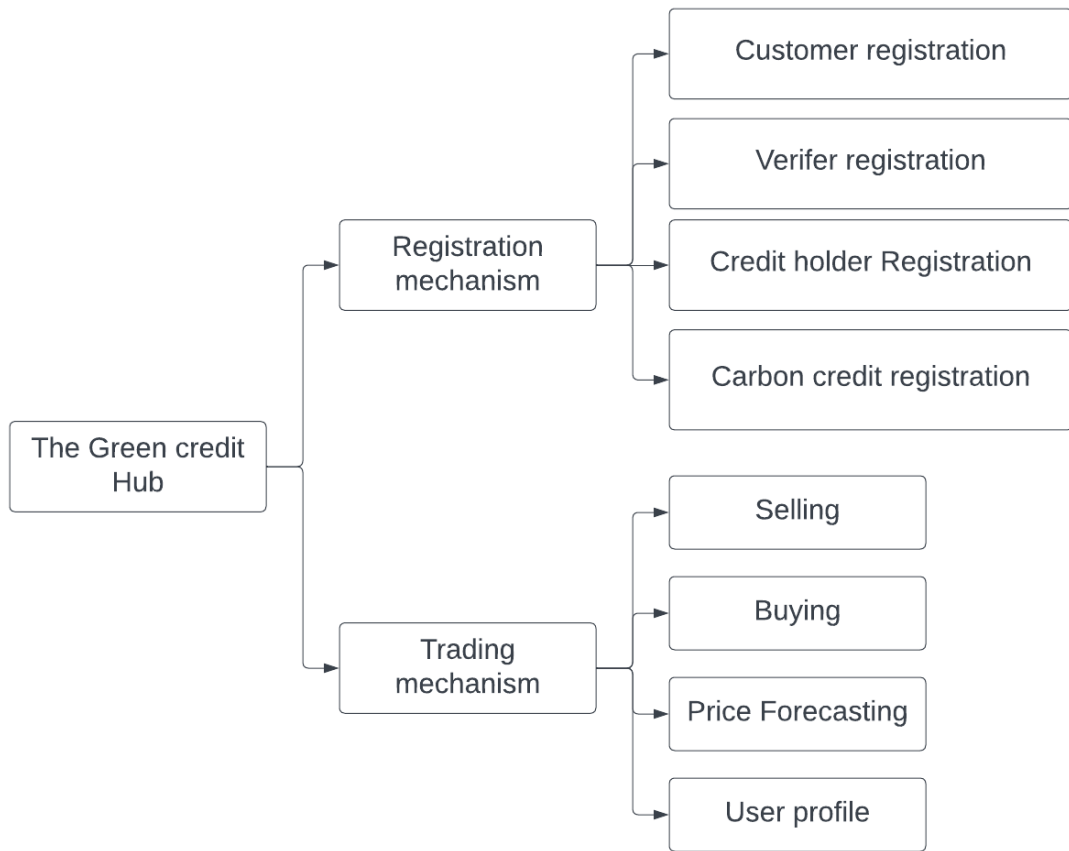 Customer registration
Verifer registration
Registration
mechanism
Credit holder Registration
Carbon credit registration
The Green credit
Hub
Selling
Buying
Trading
mechanism
Price Forecasting
User profile